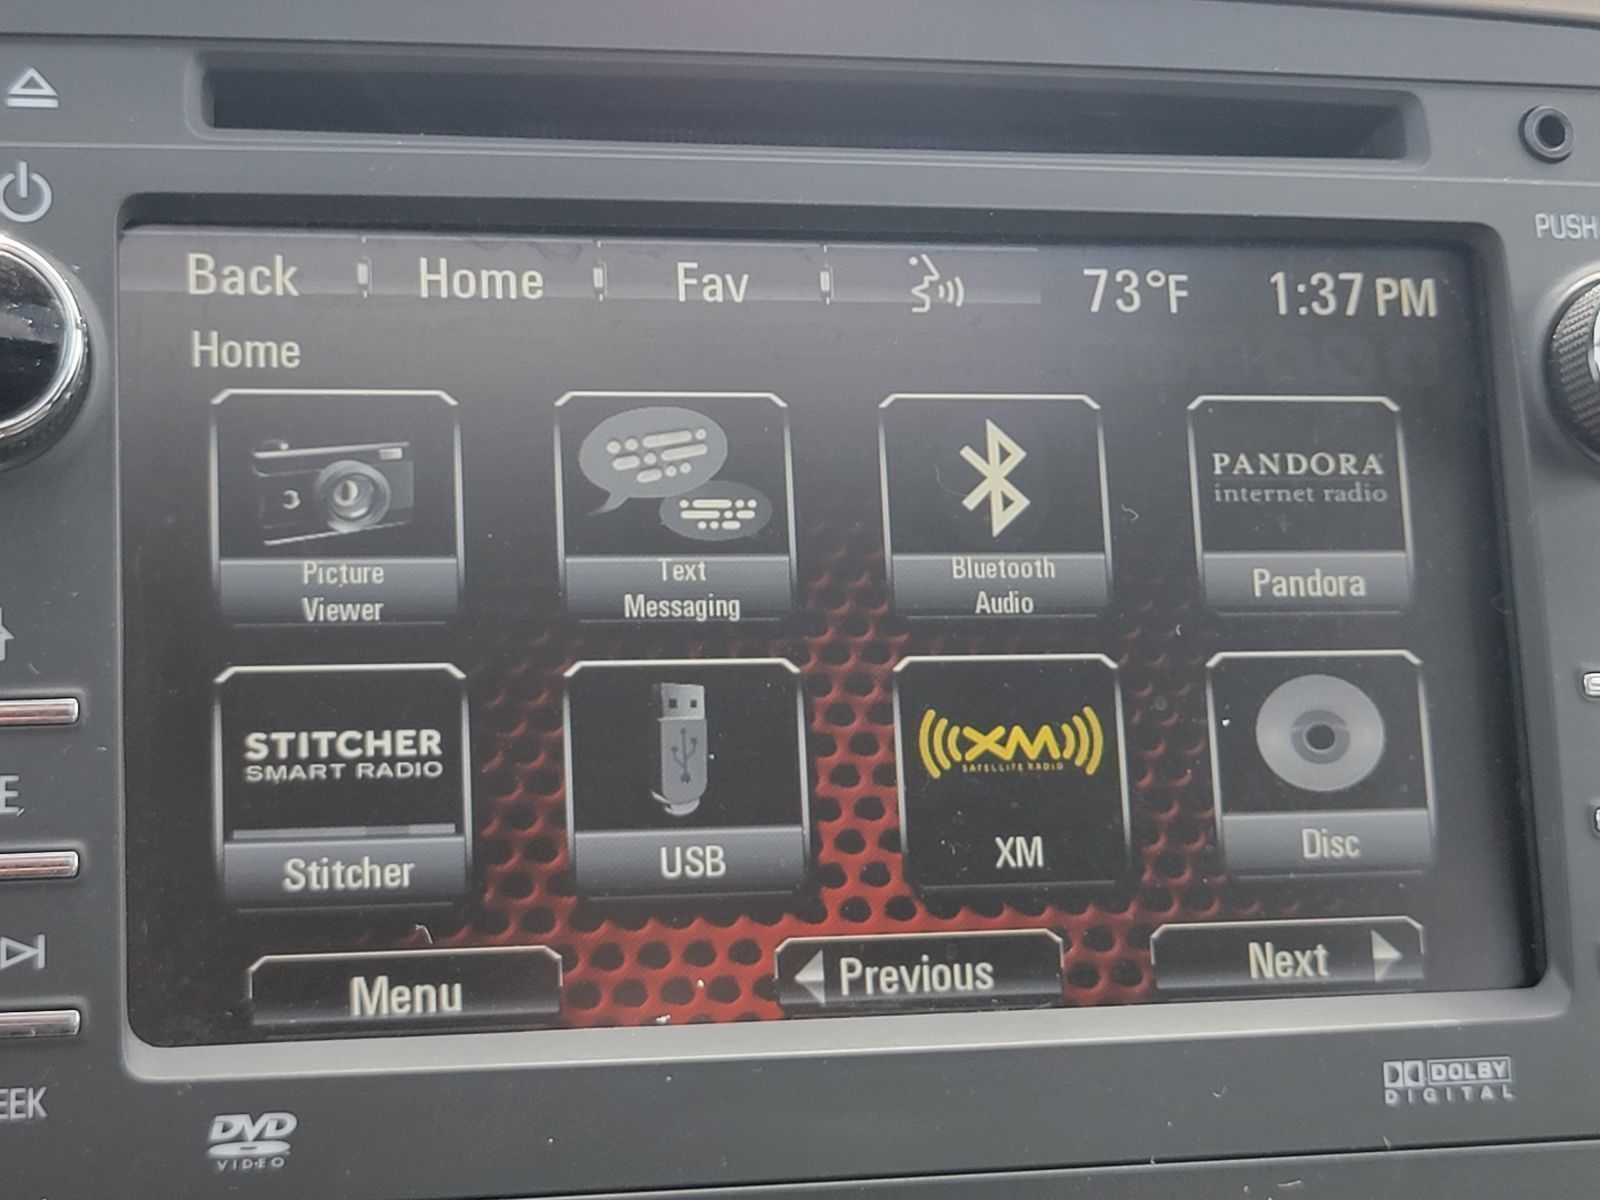 PUSH
Back Home Fav 73°F 1:37 PM
Home
PANDORA
internet radio
Picture
Viewer
Text
Messaging
Bluetooth
Audio
Pandora
STITCHER
SMART RADIO
XM
SATELLITE RADIO
Stitcher
USB
XM
Disc
Menu
Previous
Next
E
EEK
DVD
VIDEO
DOLBY
DIGITAL